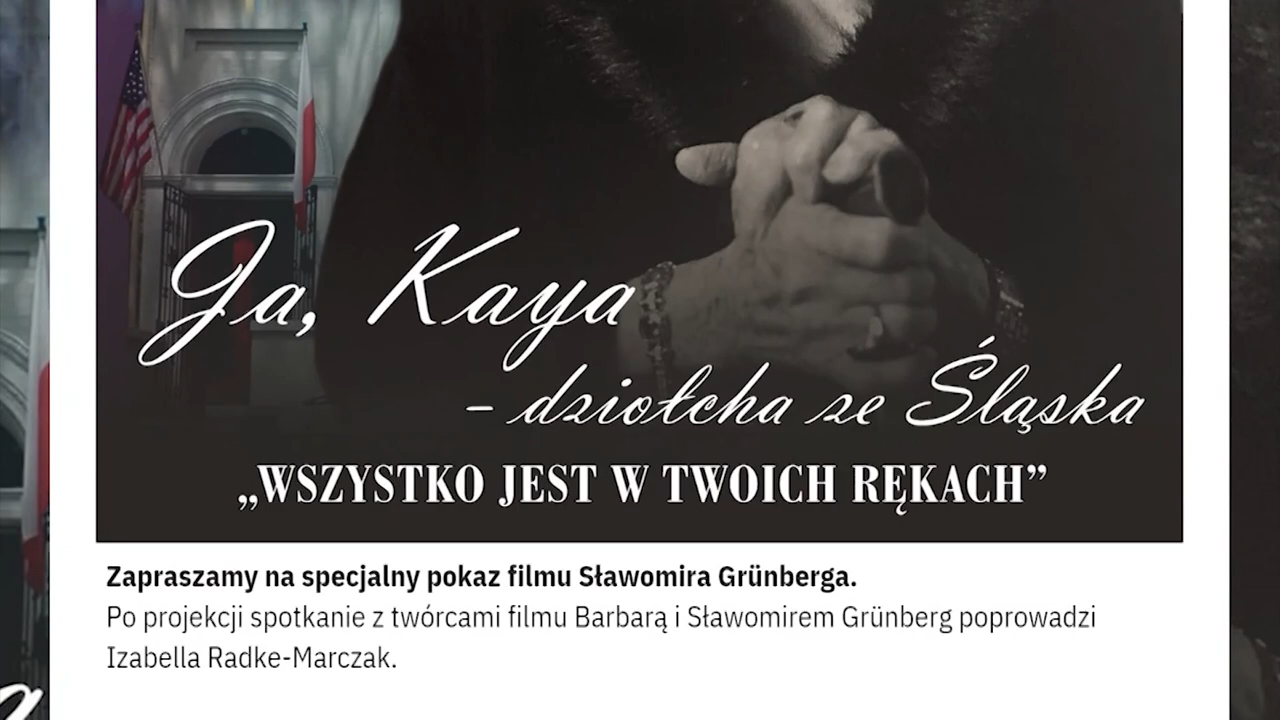 Ja, Kaya
- dziołcha ze Śląska
„WSZYSTKO JEST W TWOICH RĘKACH”
Zapraszamy na specjalny pokaz filmu Sławomira Grünberga.
Po projekcji spotkanie z twórcami filmu Barbarą i Sławomirem Grünberg poprowadzi
Izabella Radke-Marczak.